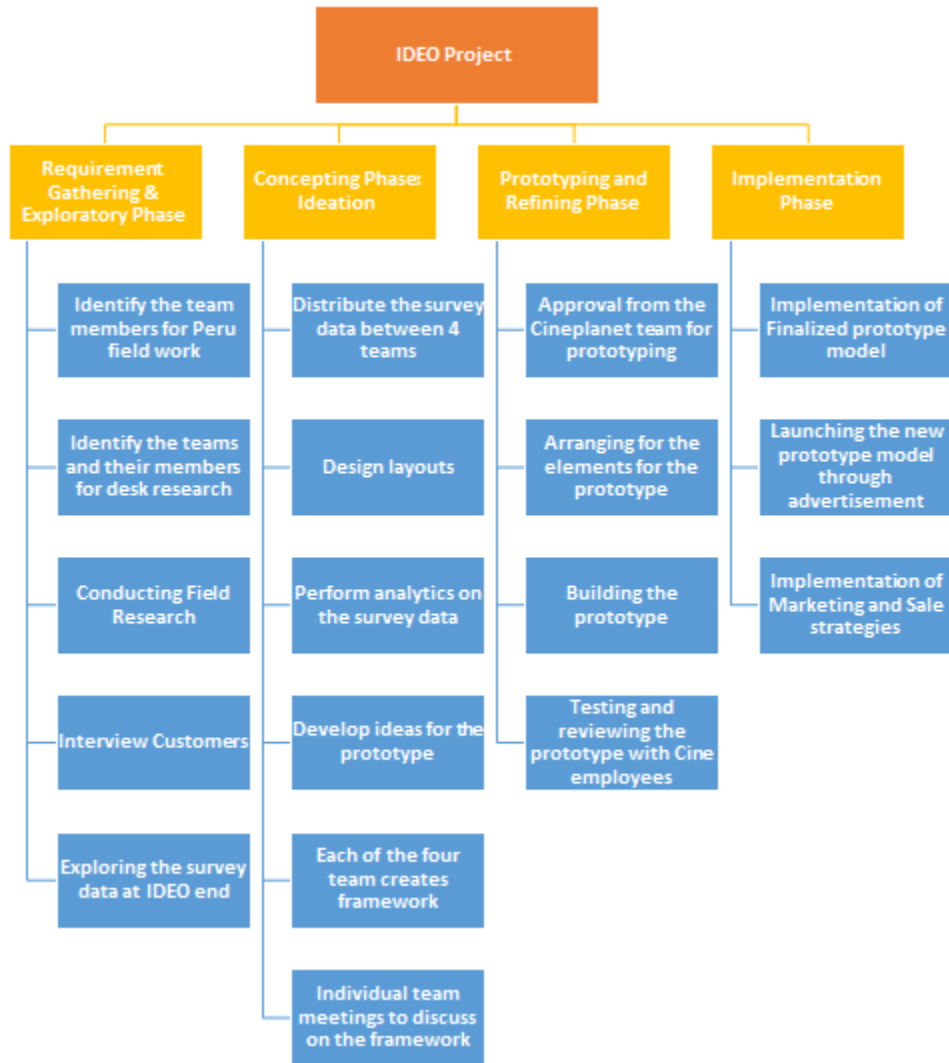 IDEO Project
Requirement
Gathering &
Exploratory Phase
Concepting Phase:
Ideation
Prototyping and
Refining Phase
Implementation
Phase
Identify the team
members for Peru
field work
Identify the teams
and their members
for desk research
Conducting Field
Research
Interview Customers
Exploring the survey
data at IDEO end
Distribute the survey
data between 4
teams
Design layouts
Perform analytics on
the survey data
Develop ideas for the
prototype
Each of the four
team creates
framework
Individual team
meetings to discuss
on the framework
Approval from the
Cineplanet team for
prototyping
Arranging for the
elements for the
prototype
Building the
prototype
Testing and
reviewing the
prototype with Cine
employees
Implementation of
Finalized prototype
model
Launching the new
prototype model
through
advertisement
Implementation of
Marketing and Sale
strategies